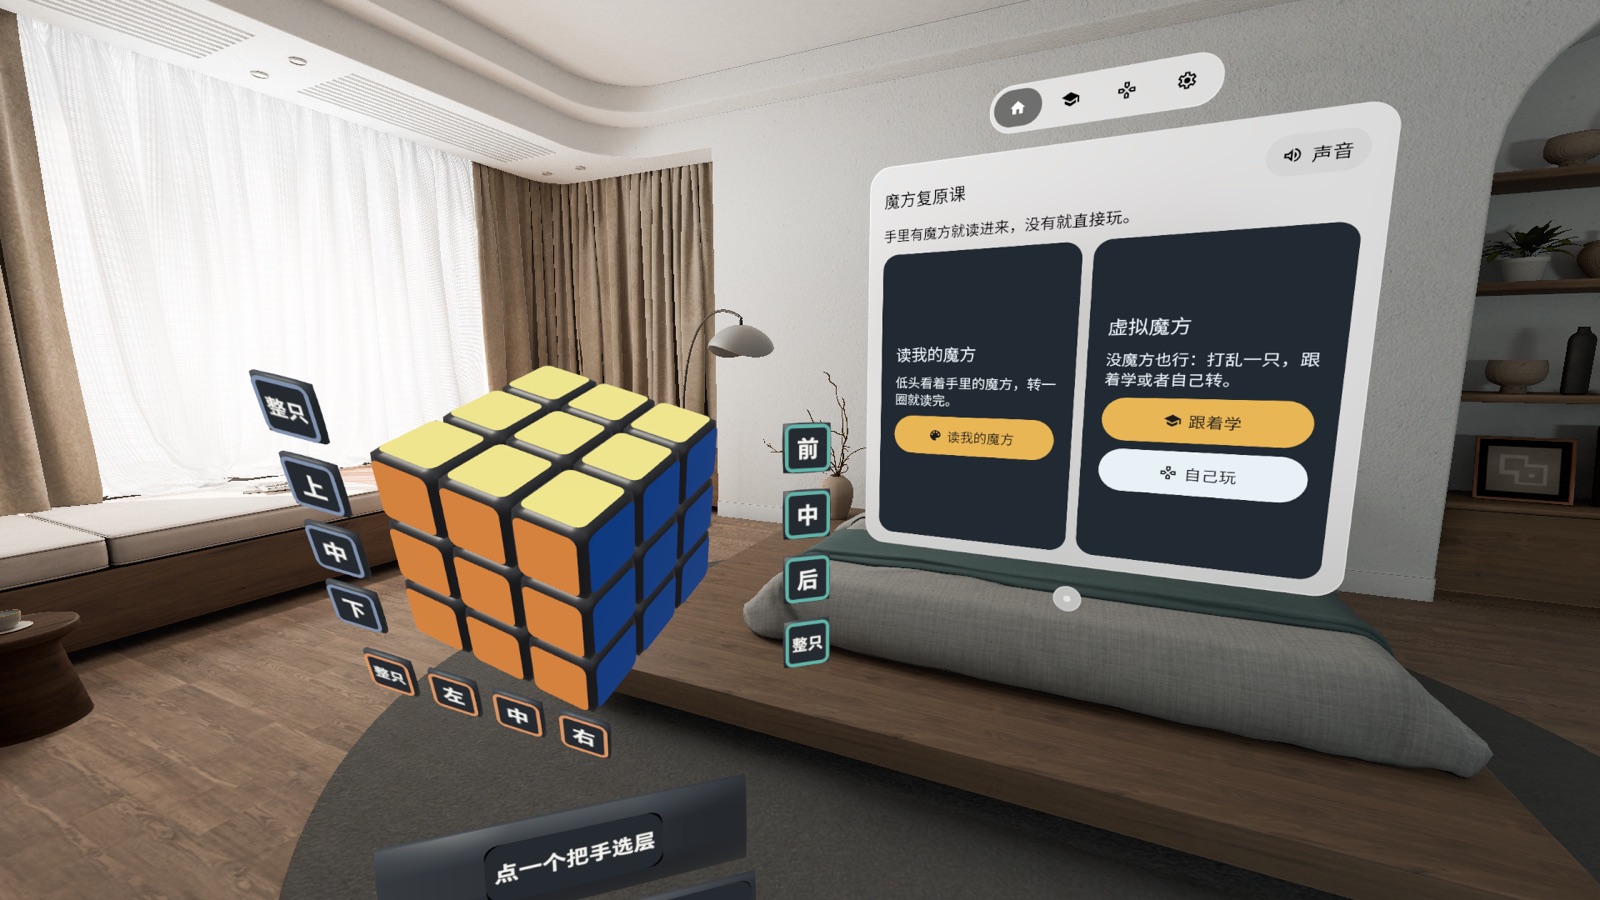 声音
魔方复原课
手里有魔方就读进来，没有就直接玩。
读我的魔方
低头看着手里的魔方，转一
圈就读完。
读我的魔方
虚拟魔方
没魔方也行：打乱一只，跟
着学或者自己转。
跟着学
自己玩
整只
上
中
下
整只
左
中
右
前
中
后
整只
点一个把手选层